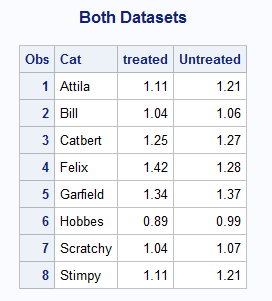 Both Datasets
Obs Cat treated Untreated
1 Attila 1.11 1.21
2 Bill 1.04 1.06
3 Catbert 1.25 1.27
4 Felix 1.42 1.28
5 Garfield 1.34 1.37
6 Hobbes 0.89 0.99
7 Scratchy 1.04 1.07
8 Stimpy 1.11 1.21